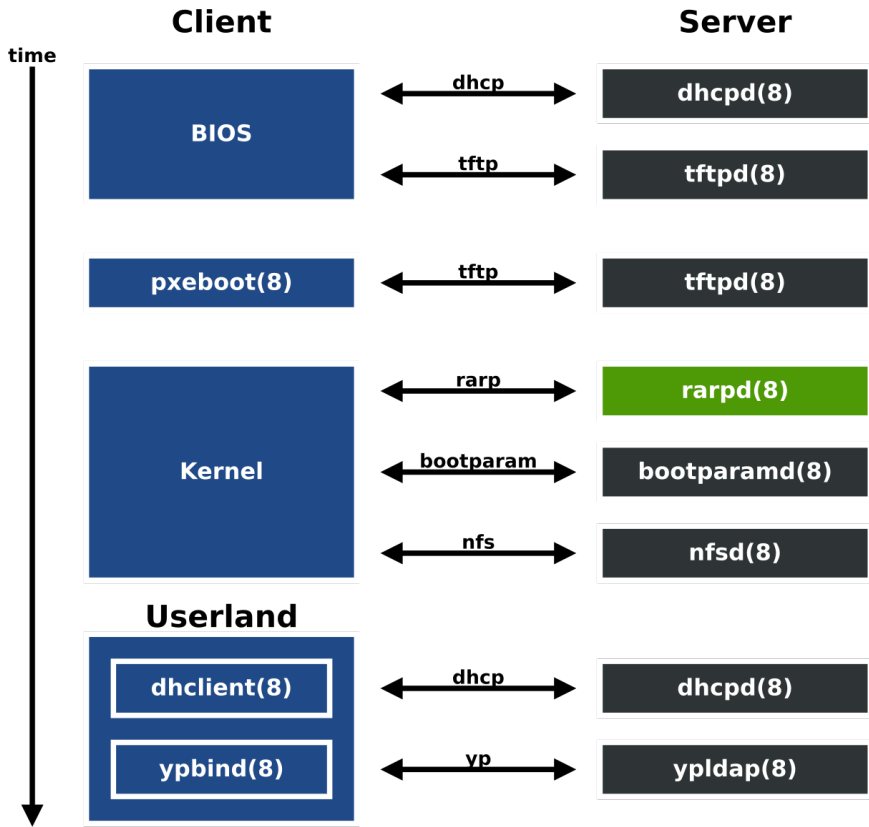 Client
Server
time
BIOS
dhcp
dhcpd(8)
tftp
tftpd(8)
pxeboot(8)
tftp
tftpd(8)
Kernel
rarp
rarpd(8)
bootparam
bootparamd(8)
nfs
nfsd(8)
Userland
dhclient(8)
dhcp
dhcpd(8)
ypbind(8)
yp
ypldap(8)